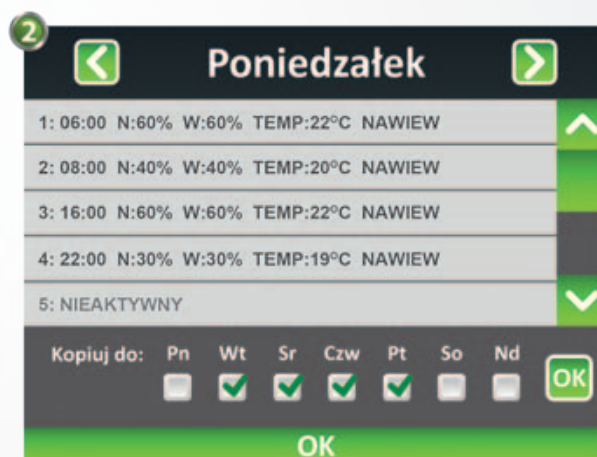 2
Poniedzałek
1: 06:00 N:60% W:60% TEMP:22°C NAWIEW
2: 08:00 N:40% W:40% TEMP:20°C NAWIEW
3: 16:00 N:60% W:60% TEMP:22°C NAWIEW
4: 22:00 N:30% W:30% TEMP:19°C NAWIEW
5: NIEAKTYWNY
Kopiuj do: Pn Wt Sr Czw Pt So Nd
OK
OK